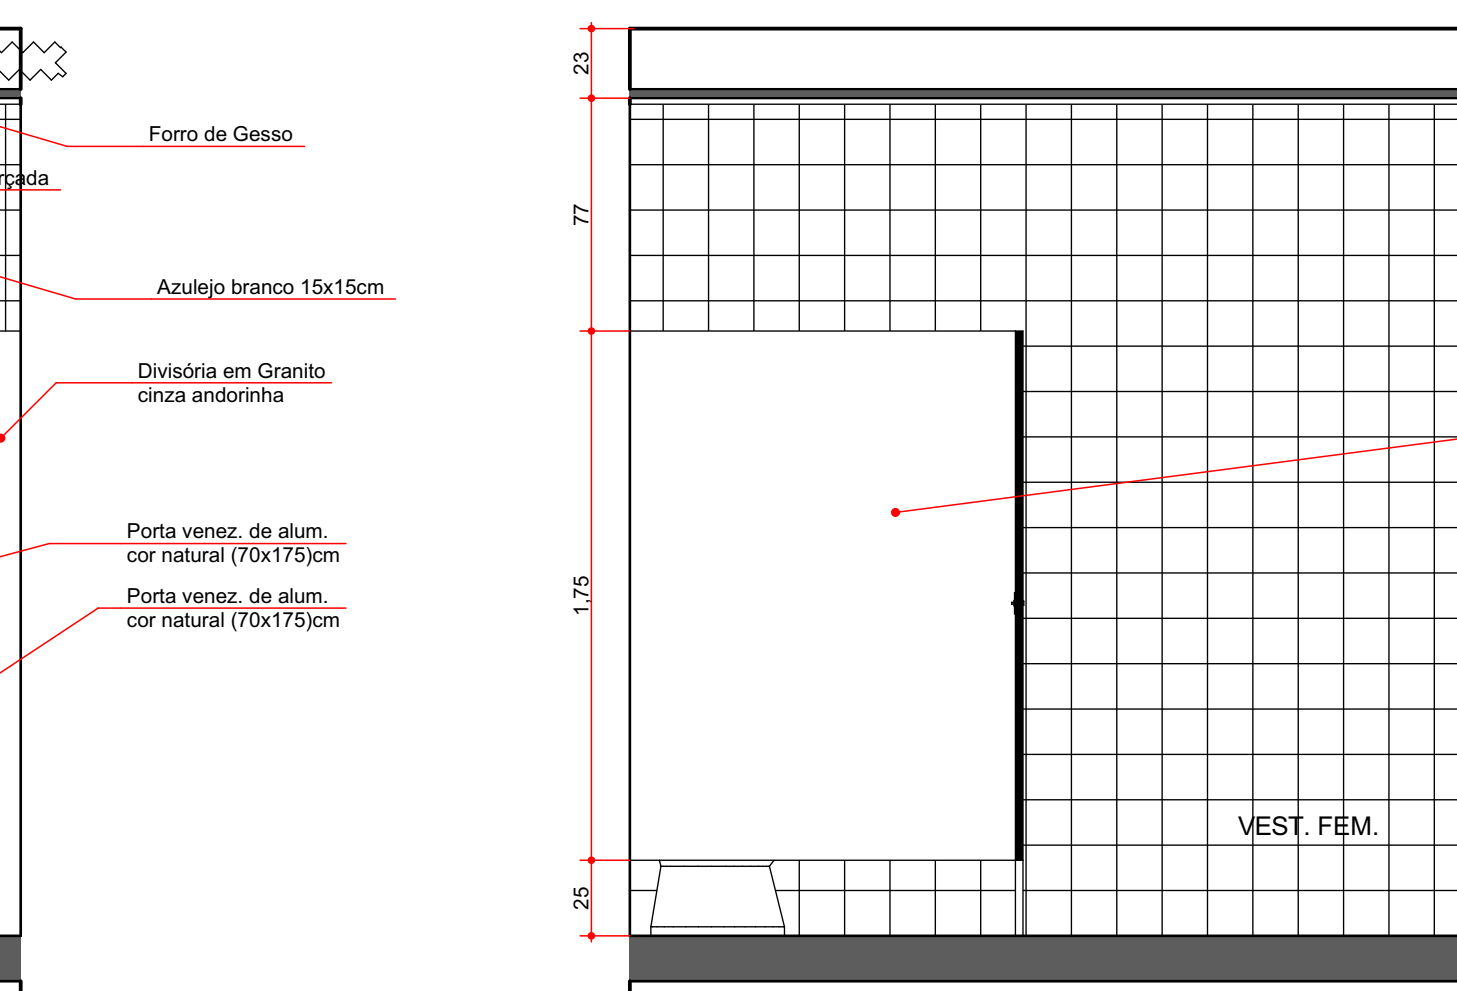 Forro de Gesso
rçada
Azulejo branco 15x15cm
Divisória em Granito
cinza andorinha
Porta venez. de alum.
cor natural (70x175)cm
Porta venez. de alum.
cor natural (70x175)cm
23
77
1,75
25
VEST. FEM.